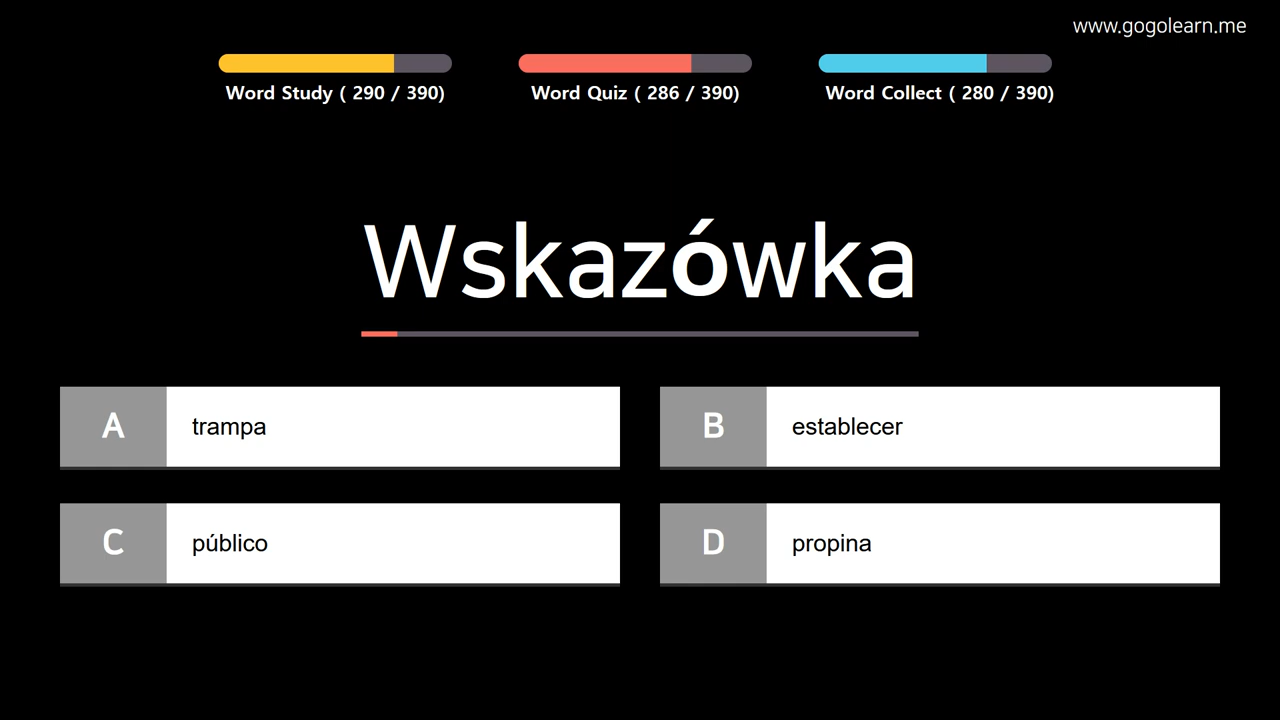 www.gogolearn.me
Word Study ( 290 / 390)
Word Quiz ( 286 / 390)
Word Collect ( 280 / 390)
Wskazówka
A trampa
B establecer
C público
D propina